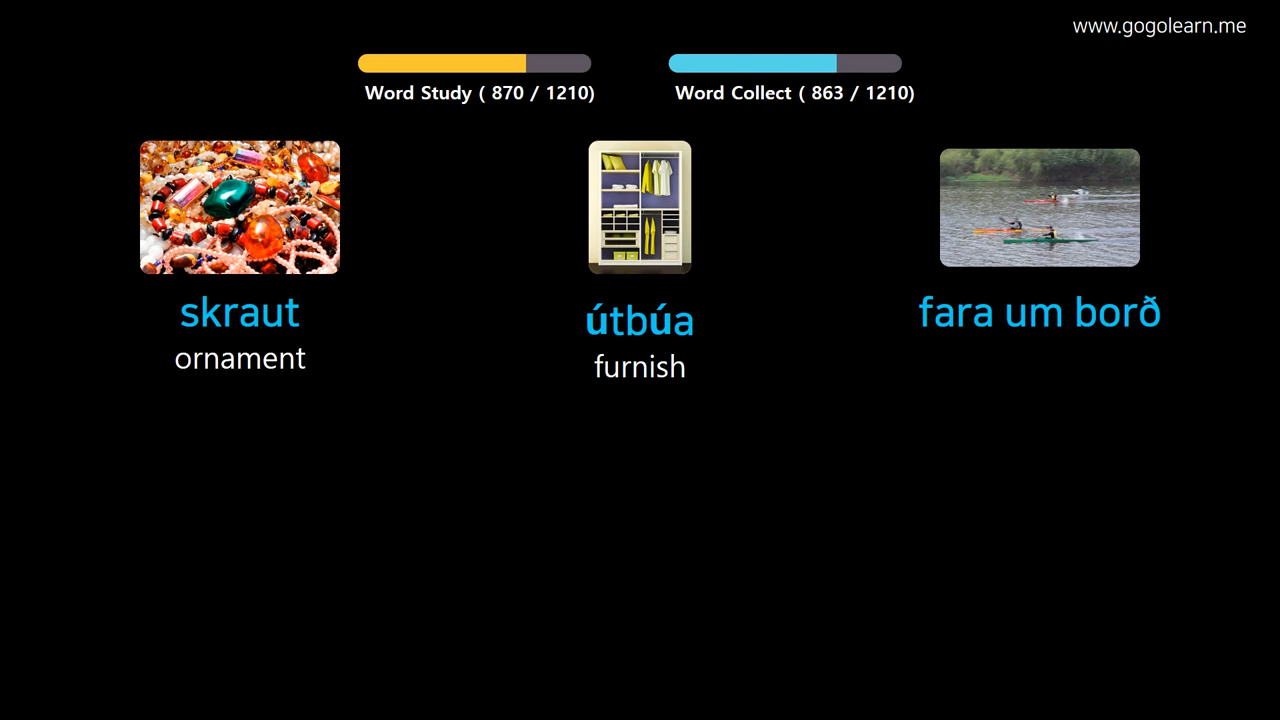 www.gogolearn.me
Word Study ( 870 / 1210)
Word Collect ( 863 / 1210)
skraut
ornament
útbúa
furnish
fara um borð